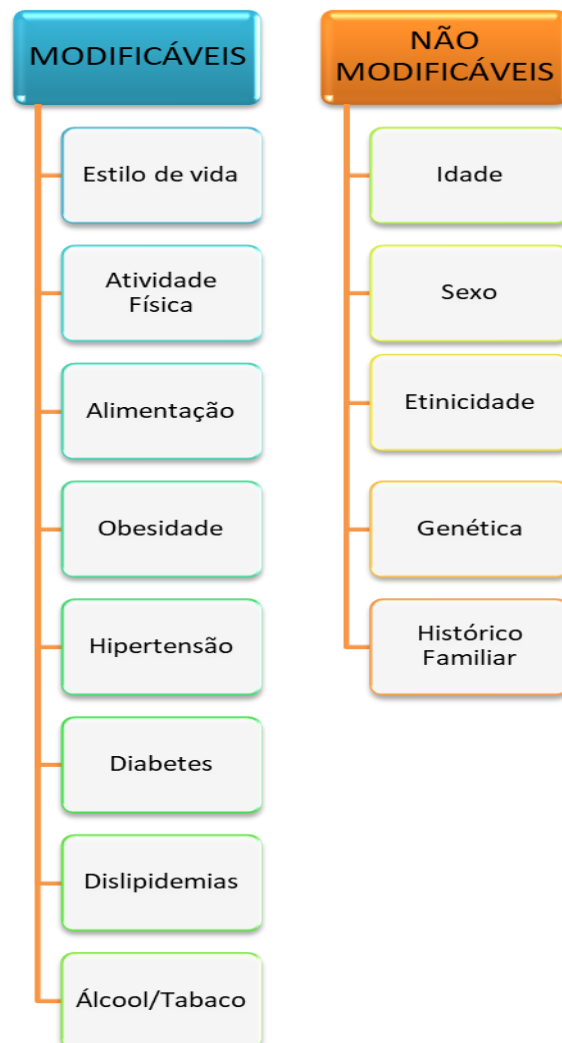 MODIFICÁVEIS
Estilo de vida
Atividade
Física
Alimentação
Obesidade
Hipertensão
Diabetes
Dislipidemias
Álcool/Tabaco
NÃO
MODIFICÁVEIS
Idade
Sexo
Etinicidade
Genética
Histórico
Familiar